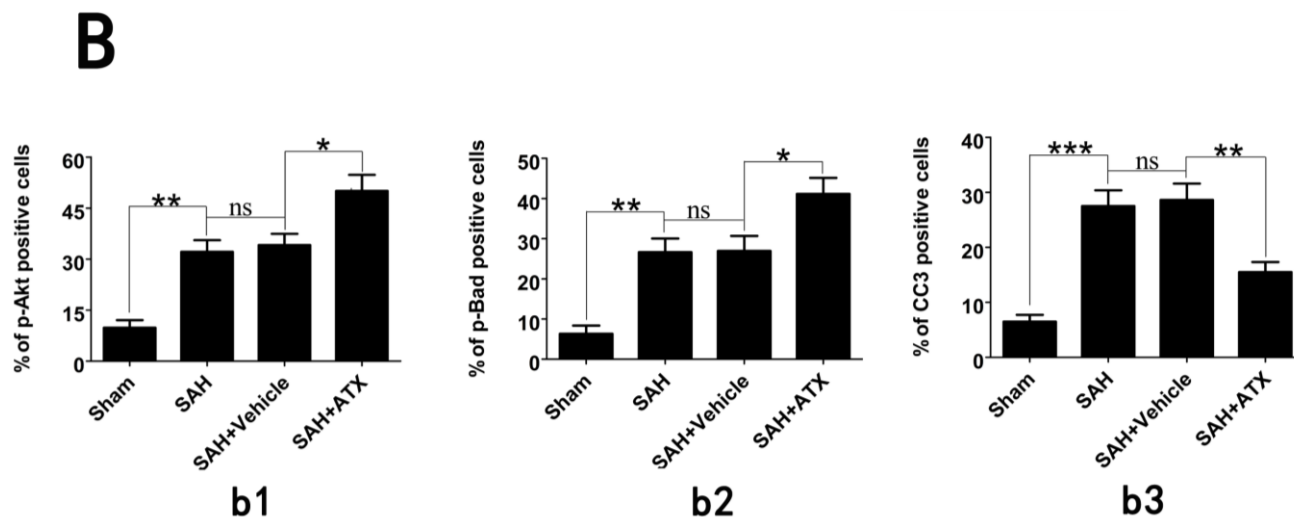 B
% of p-Akt positive cells
60
45
30
15
0
**
ns
*
Sham
SAH
SAH+Vehicle
SAH+ATX
b1
% of p-Bad positive cells
50
40
30
20
10
0
**
ns
*
Sham
SAH
SAH+Vehicle
SAH+ATX
b2
% of CC3 positive cells
40
30
20
10
0
***
ns
**
Sham
SAH
SAH+Vehicle
SAH+ATX
b3